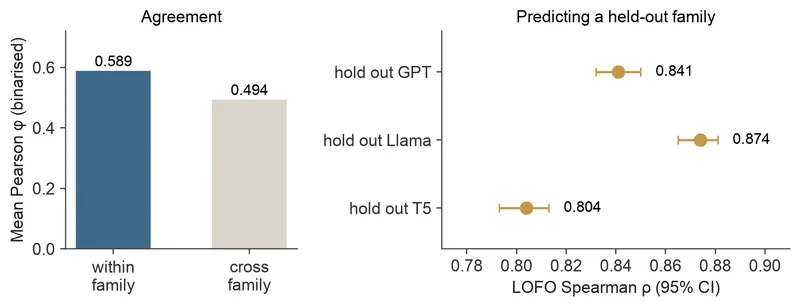 Agreement
Mean Pearson φ (binarised)
0.6
0.4
0.2
0.0
0.589
0.494
within
family
cross
family
Predicting a held-out family
hold out GPT
hold out Llama
hold out T5
0.841
0.874
0.804
0.78 0.80 0.82 0.84 0.86 0.88 0.90
LOFO Spearman ρ (95% CI)